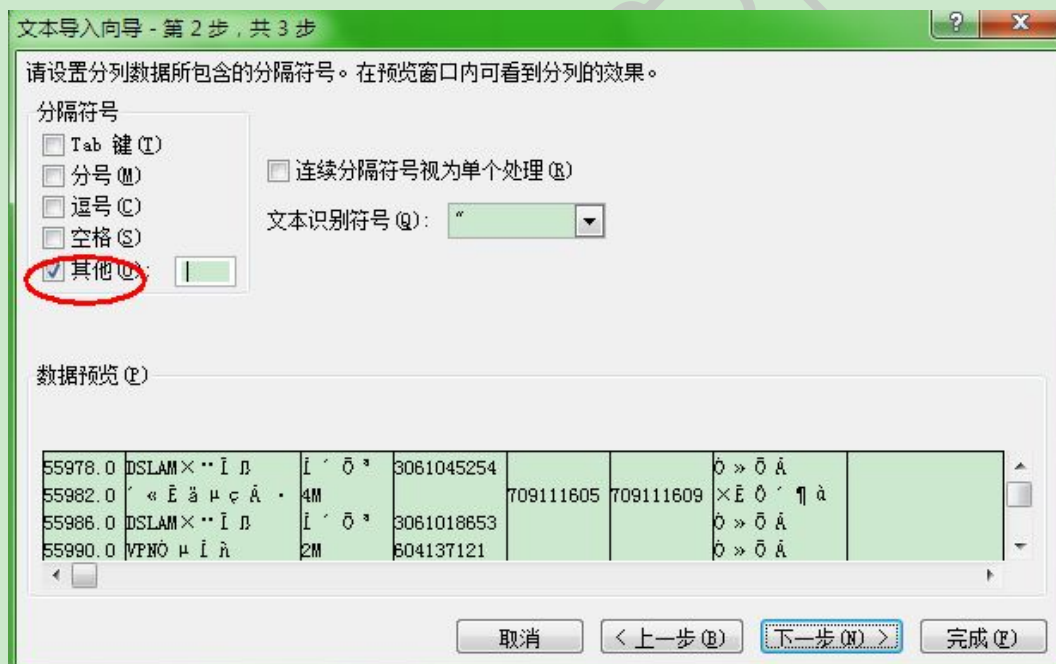 文本导入向导 - 第 2 步，共 3 步
请设置分列数据所包含的分隔符号。在预览窗口内可看到分列的效果。
分隔符号
Tab 键(T)
分号(M)
连续分隔符号视为单个处理(R)
逗号(C)
文本识别符号(Q): "
空格(S)
其他(O): |
数据预览(P)
55978.0 DSLAM×¨Ï ß Ì ´ Õ ª 3061045254 Ò » Õ Á
55982.0 ´ « Ê ä µ ç Á · 4M 709111605 709111609 ×Ê Ô ´ ¶ à
55986.0 DSLAM×¨Ï ß Ì ´ Õ ª 3061018653 Ò » Õ Á
55990.0 VPNÒ µ Î ñ 2M 604137121 Ò » Õ Á
取消 < 上一步(B) 下一步(N) > 完成(F)